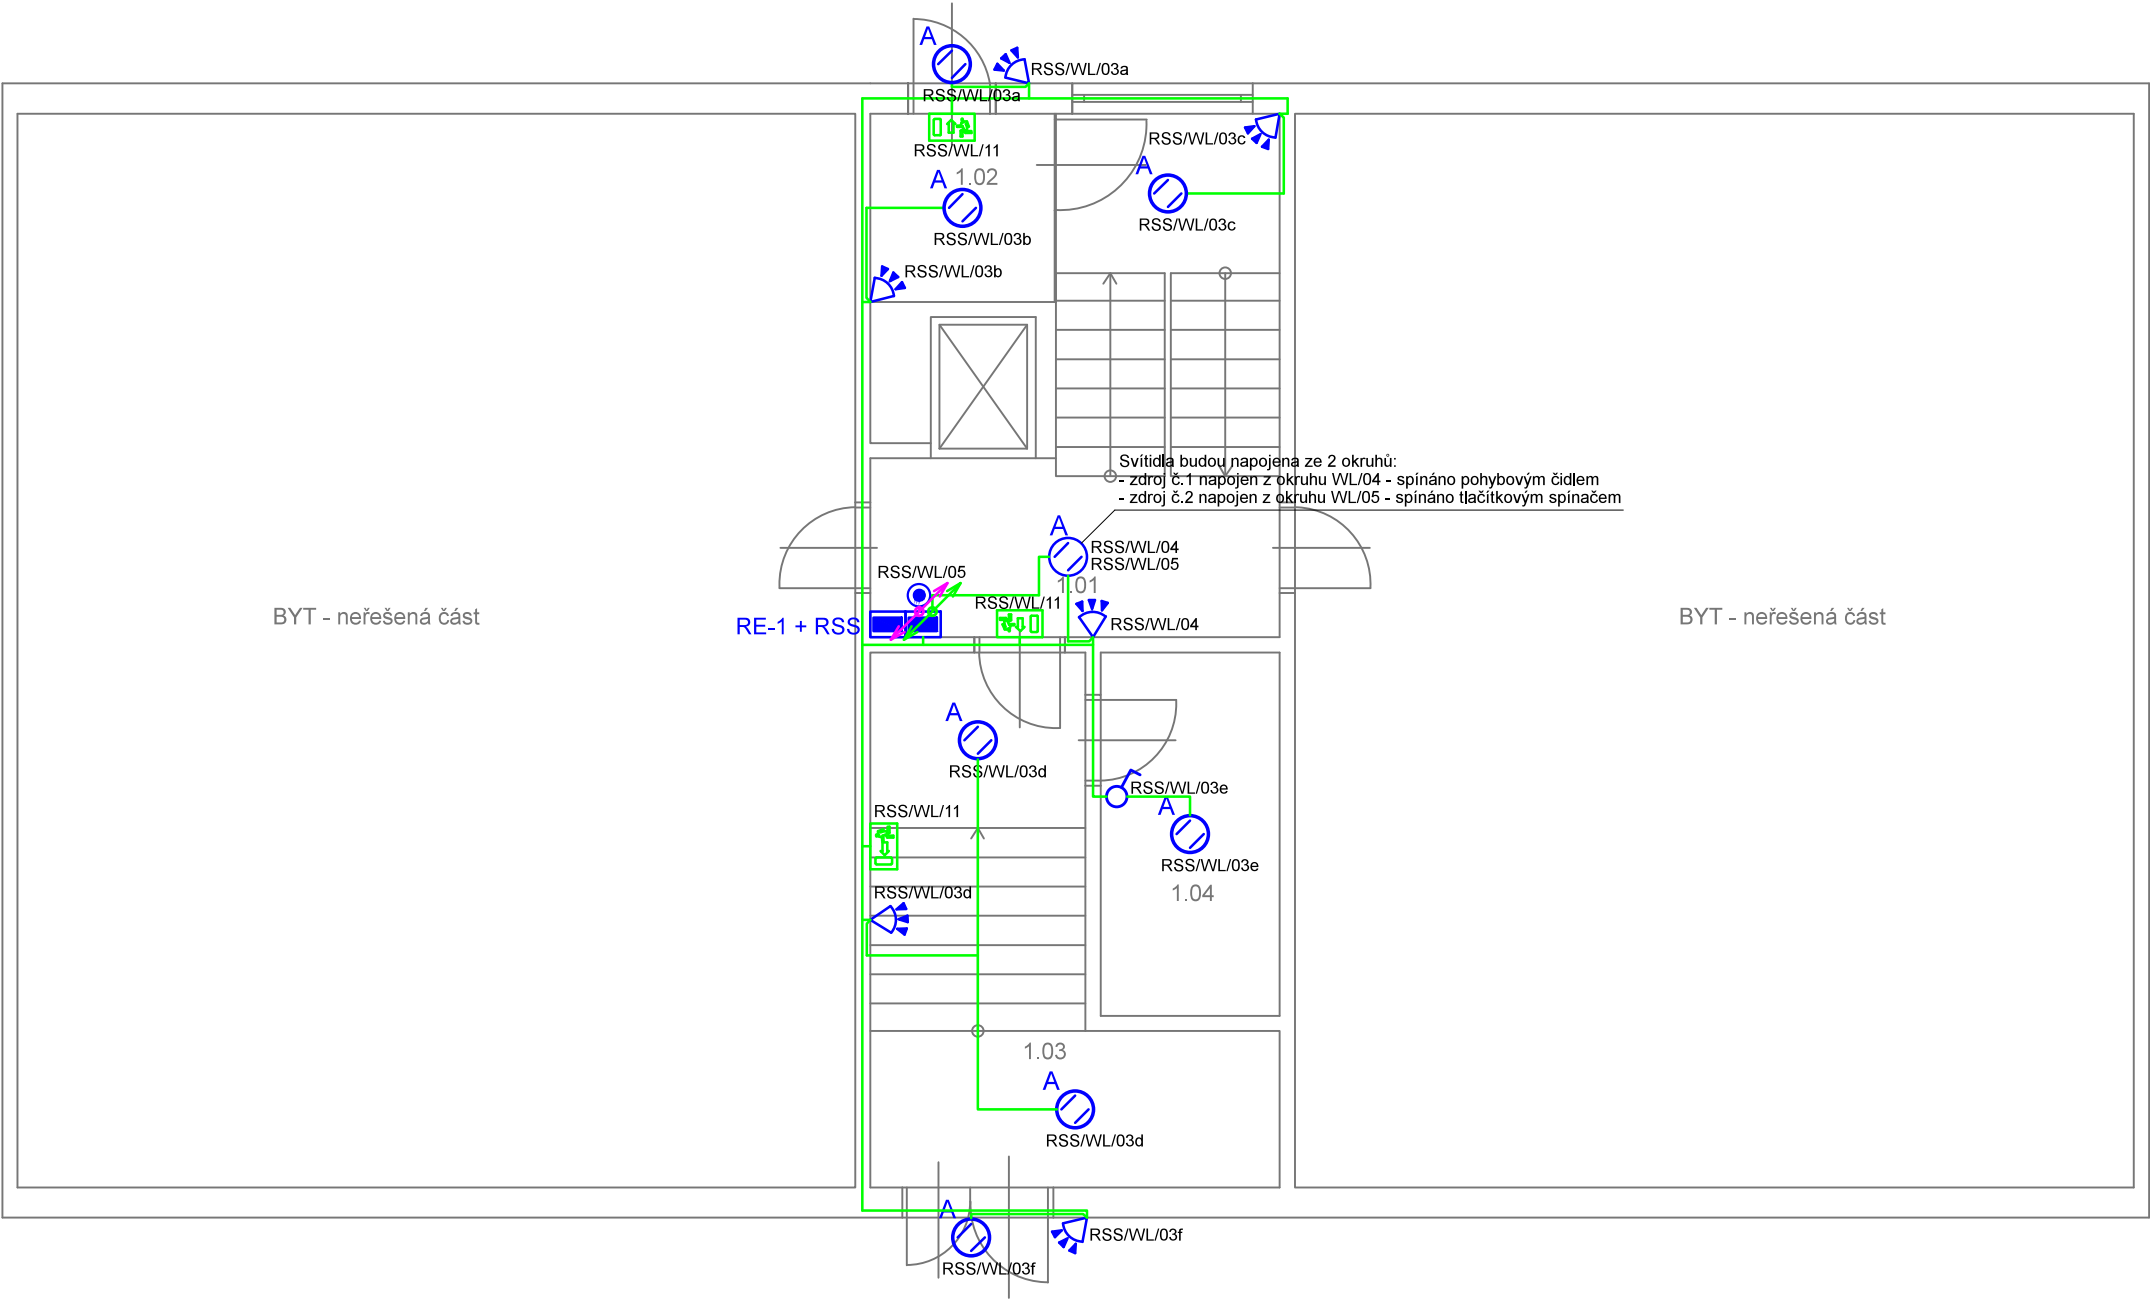 A
RSS/WL/03a
RSS/WL/03a
RSS/WL/11
RSS/WL/03c
A
A
1.02
RSS/WL/03c
RSS/WL/03b
RSS/WL/03b
Svítidla budou napojena ze 2 okruhů:
- zdroj č.1 napojen z okruhu WL/04 - spínáno pohybovým čidlem
- zdroj č.2 napojen z okruhu WL/05 - spínáno tlačítkovým spínačem
A
RSS/WL/04
RSS/WL/05
RSS/WL/05
1.01
RSS/WL/11
BYT - neřešená část
RE-1 + RSS
RSS/WL/04
BYT - neřešená část
A
RSS/WL/03d
RSS/WL/03e
A
RSS/WL/11
RSS/WL/03e
RSS/WL/03d
1.04
1.03
A
RSS/WL/03d
A
RSS/WL/03f
RSS/WL/03f